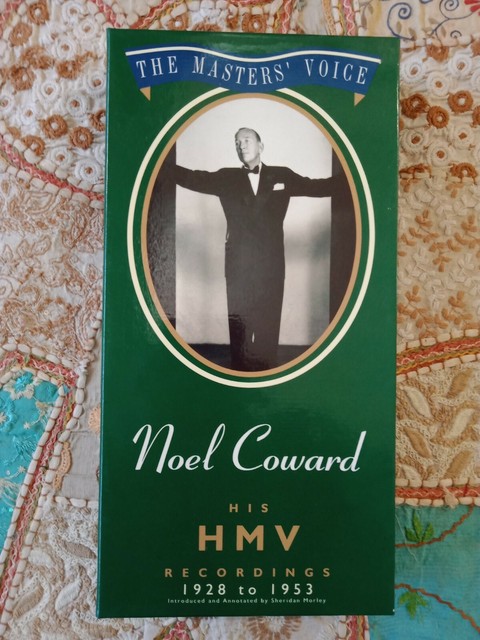 THE MASTERS' VOICE
Noel Coward
HIS
HMV
RECORDINGS
1928 to 1953
Introduced and Annotated by Sheridan Morley